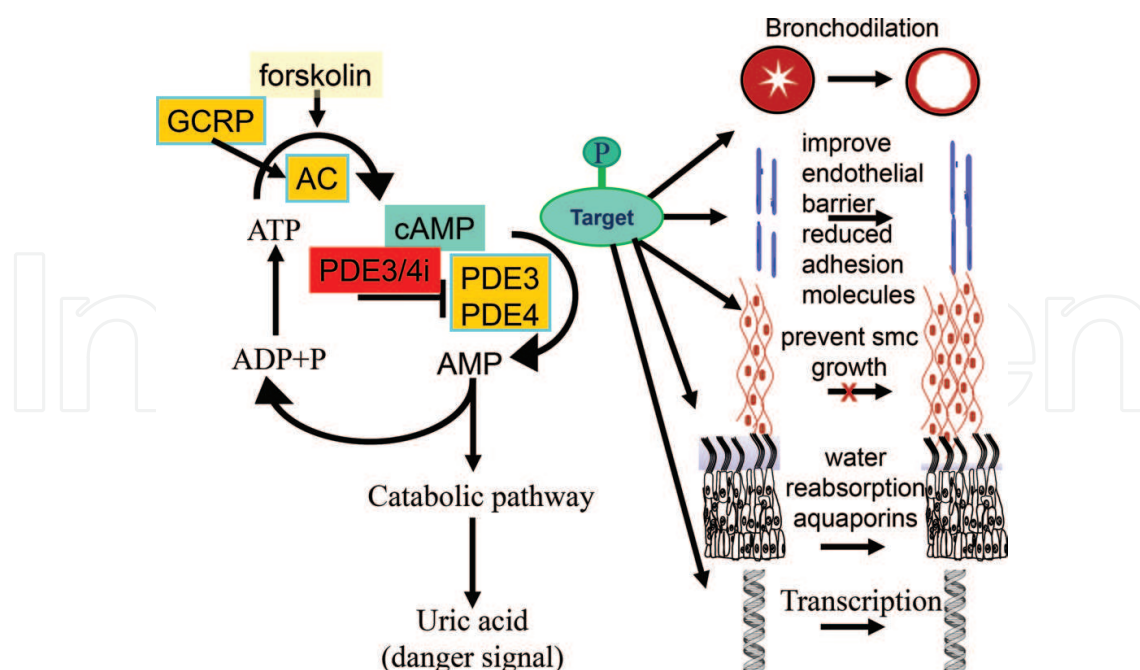 Bronchodilation
forskolin
GCRP
AC
ATP
cAMP
PDE3/4i
PDE3
PDE4
ADP+P
AMP
Catabolic pathway
Uric acid
(danger signal)
P
Target
improve
endothelial
barrier
reduced
adhesion
molecules
prevent smc
growth
water
reabsorption
aquaporins
Transcription